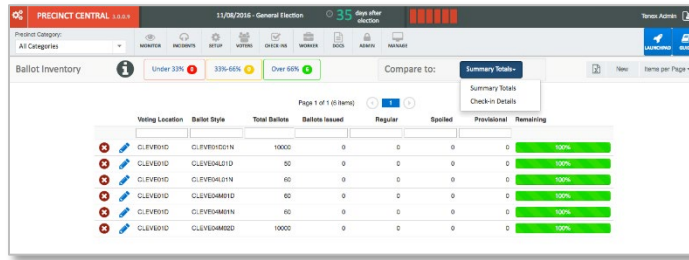 PRECINCT CENTRAL 1.0.0.9
11/08/2016 - General Election
35 days after election
Tenex Admin
Precinct Category:
All Categories
MONITOR INCIDENTS SETUP VOTERS CHECK-INS WORKER DOCS ADMIN MANAGE
LAUNCHPAD
Ballot Inventory
Under 33% 0
33%-66% 0
Over 66% 6
Compare to:
Summary Totals
New
Items per Page
Summary Totals
Check-in Details
Page 1 of 1 (6 items) 1
Voting Location Ballot Style Total Ballots Ballots Issued Regular Spoiled Provisional Remaining
CLEVE01D CLEVE01D01N 10000 0 0 0 0 100%
CLEVE01D CLEVE04L01D 50 0 0 0 0 100%
CLEVE01D CLEVE04L01N 60 0 0 0 0 100%
CLEVE01D CLEVE04M01D 60 0 0 0 0 100%
CLEVE01D CLEVE04M01N 60 0 0 0 0 100%
CLEVE01D CLEVE04M02D 10000 0 0 0 0 100%